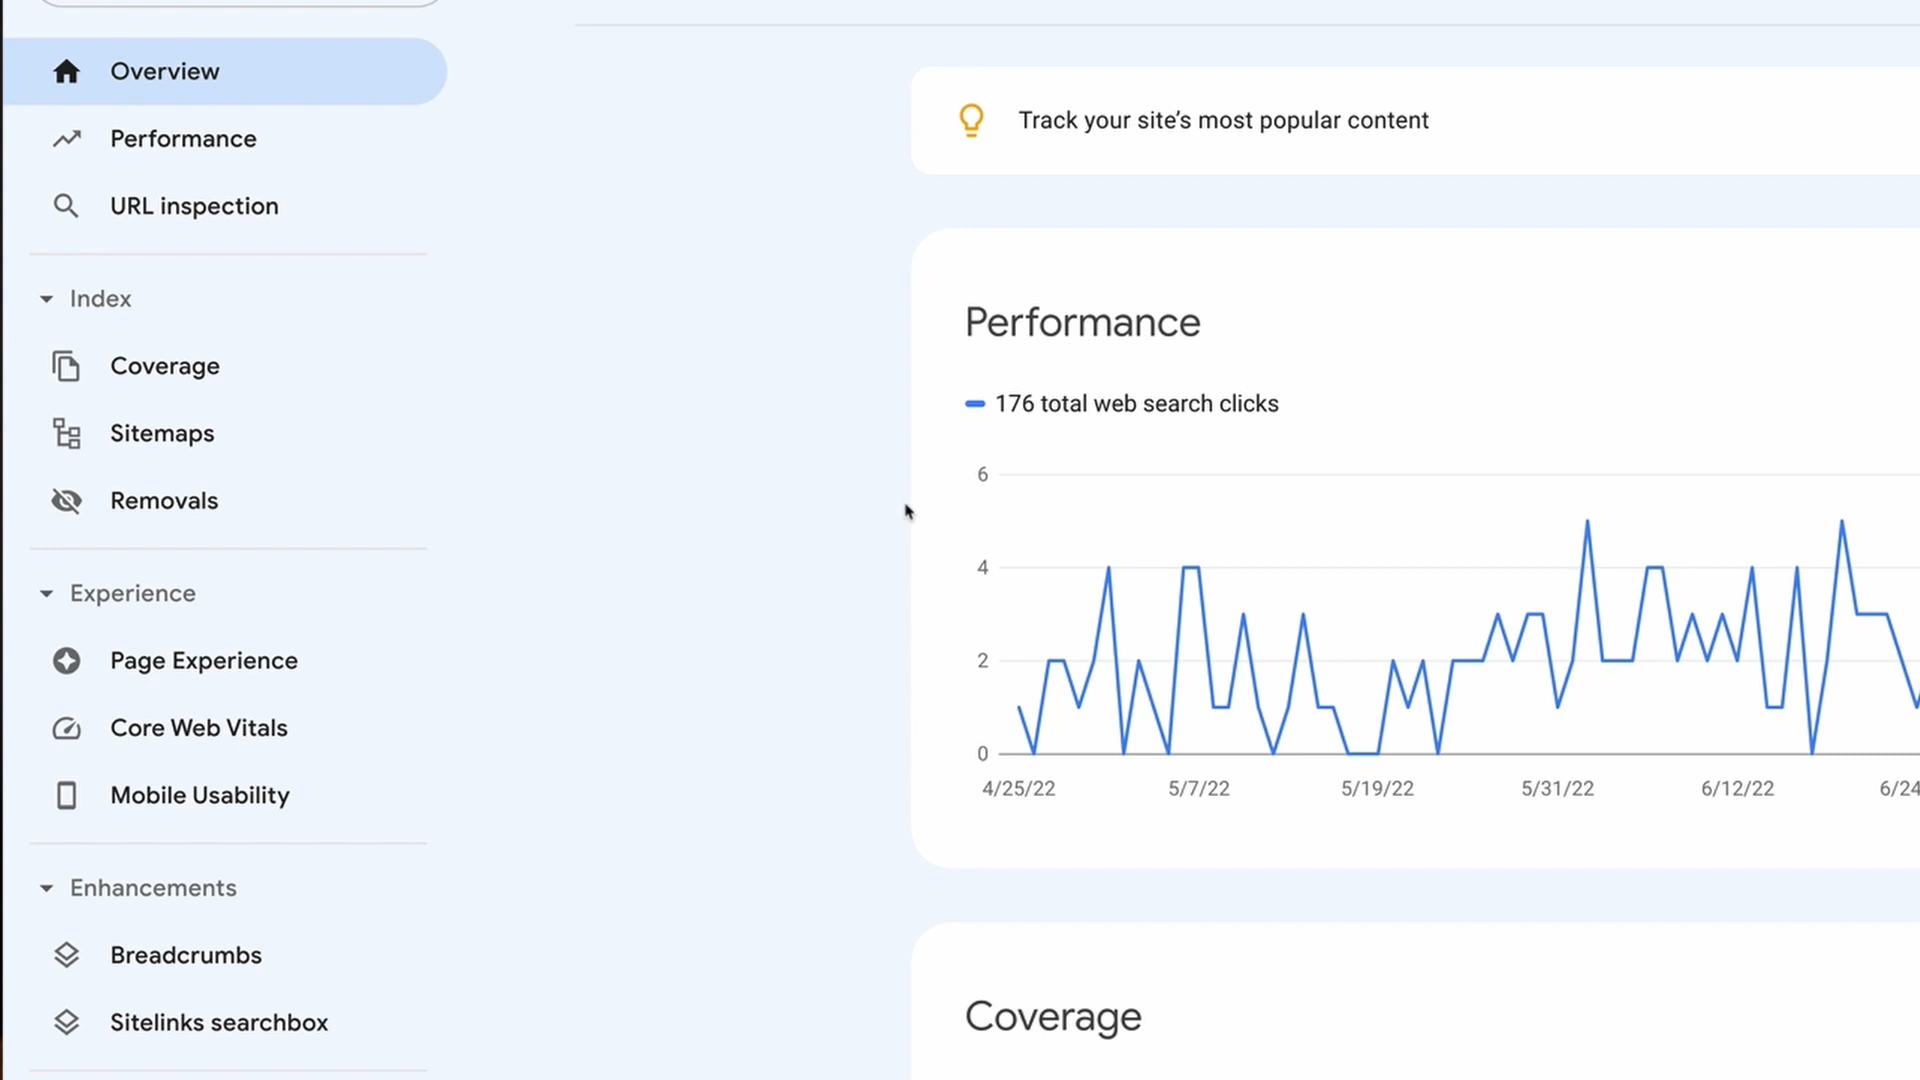 Overview
Performance
URL inspection
Index
Coverage
Sitemaps
Removals
Experience
Page Experience
Core Web Vitals
Mobile Usability
Enhancements
Breadcrumbs
Sitelinks searchbox
Track your site's most popular content
Performance
176 total web search clicks
6
4
2
0
4/25/22 5/7/22 5/19/22 5/31/22 6/12/22 6/24
Coverage